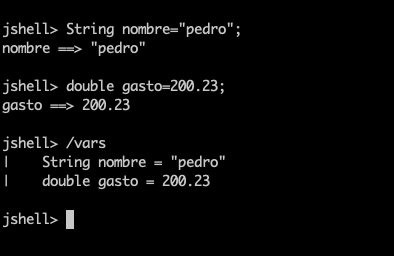 jshell> String nombre="pedro";
nombre ==> "pedro"
jshell> double gasto=200.23;
gasto ==> 200.23
jshell> /vars
|    String nombre = "pedro"
|    double gasto = 200.23
jshell>